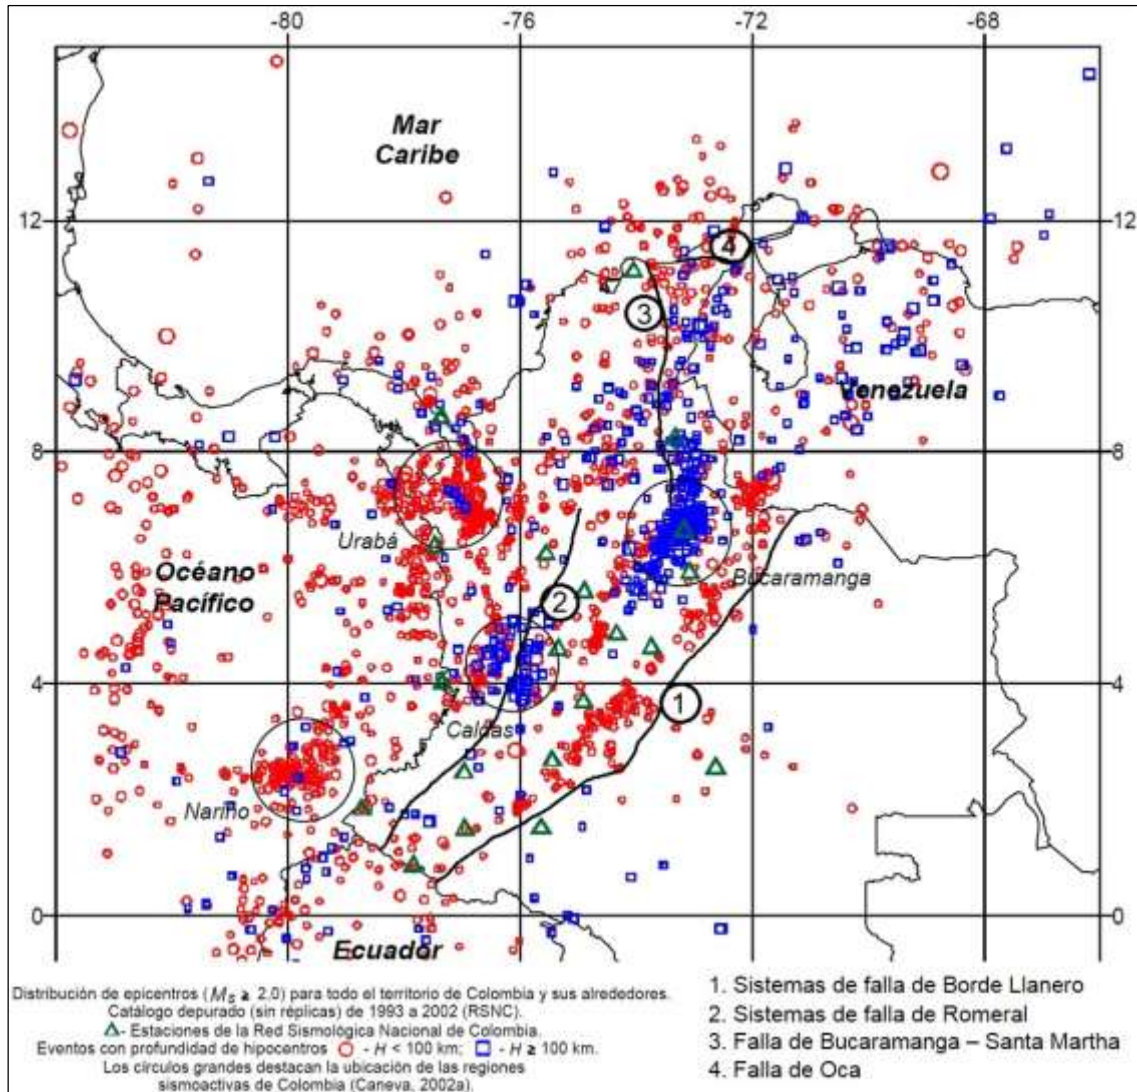 -80 -76 -72 -68
Mar
Caribe
12 12
4
3
Venezuela
8 8
Urabá
Bucaramanga
Océano
Pacífico
2
4 4
1
Caldas
Nariño
0 0
Ecuador
Distribución de epicentros (Ms ≥ 2,0) para todo el territorio de Colombia y sus alrededores.
Catálogo depurado (sin réplicas) de 1993 a 2002 (RSNC).
- Estaciones de la Red Sismológica Nacional de Colombia.
Eventos con profundidad de hipocentros - H < 100 km; - H ≥ 100 km.
Los círculos grandes destacan la ubicación de las regiones
sismoactivas de Colombia (Caneva, 2002a).
1. Sistemas de falla de Borde Llanero
2. Sistemas de falla de Romeral
3. Falla de Bucaramanga – Santa Martha
4. Falla de Oca